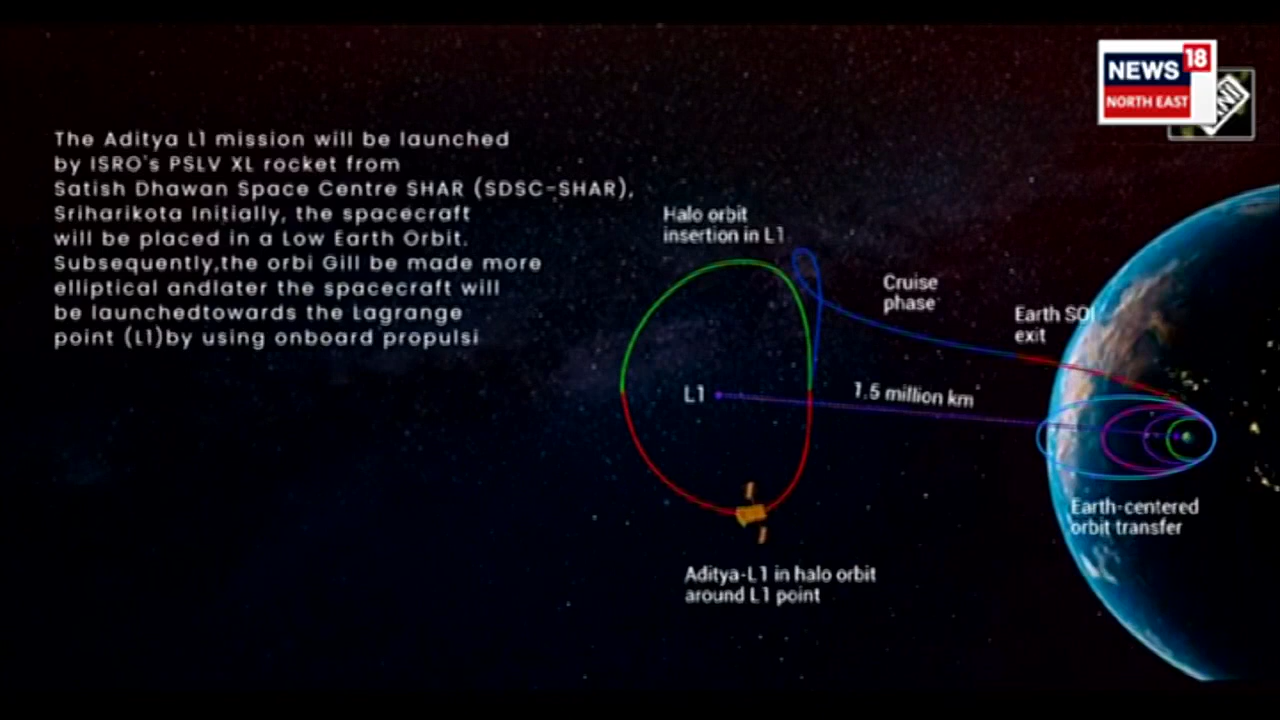 The Aditya L1 mission will be launched
by ISRO's PSLV XL rocket from
Satish Dhawan Space Centre SHAR (SDSC-SHAR),
Sriharikota Initially, the spacecraft
will be placed in a Low Earth Orbit.
Subsequently,the orbi Gill be made more
elliptical andlater the spacecraft will
be launchedtowards the Lagrange
point (L1)by using onboard propulsi
NEWS 18
NORTH EAST
Halo orbit
insertion in L1
Cruise
phase
Earth SOI
exit
L1
1.5 million km
Earth-centered
orbit transfer
Aditya-L1 in halo orbit
around L1 point